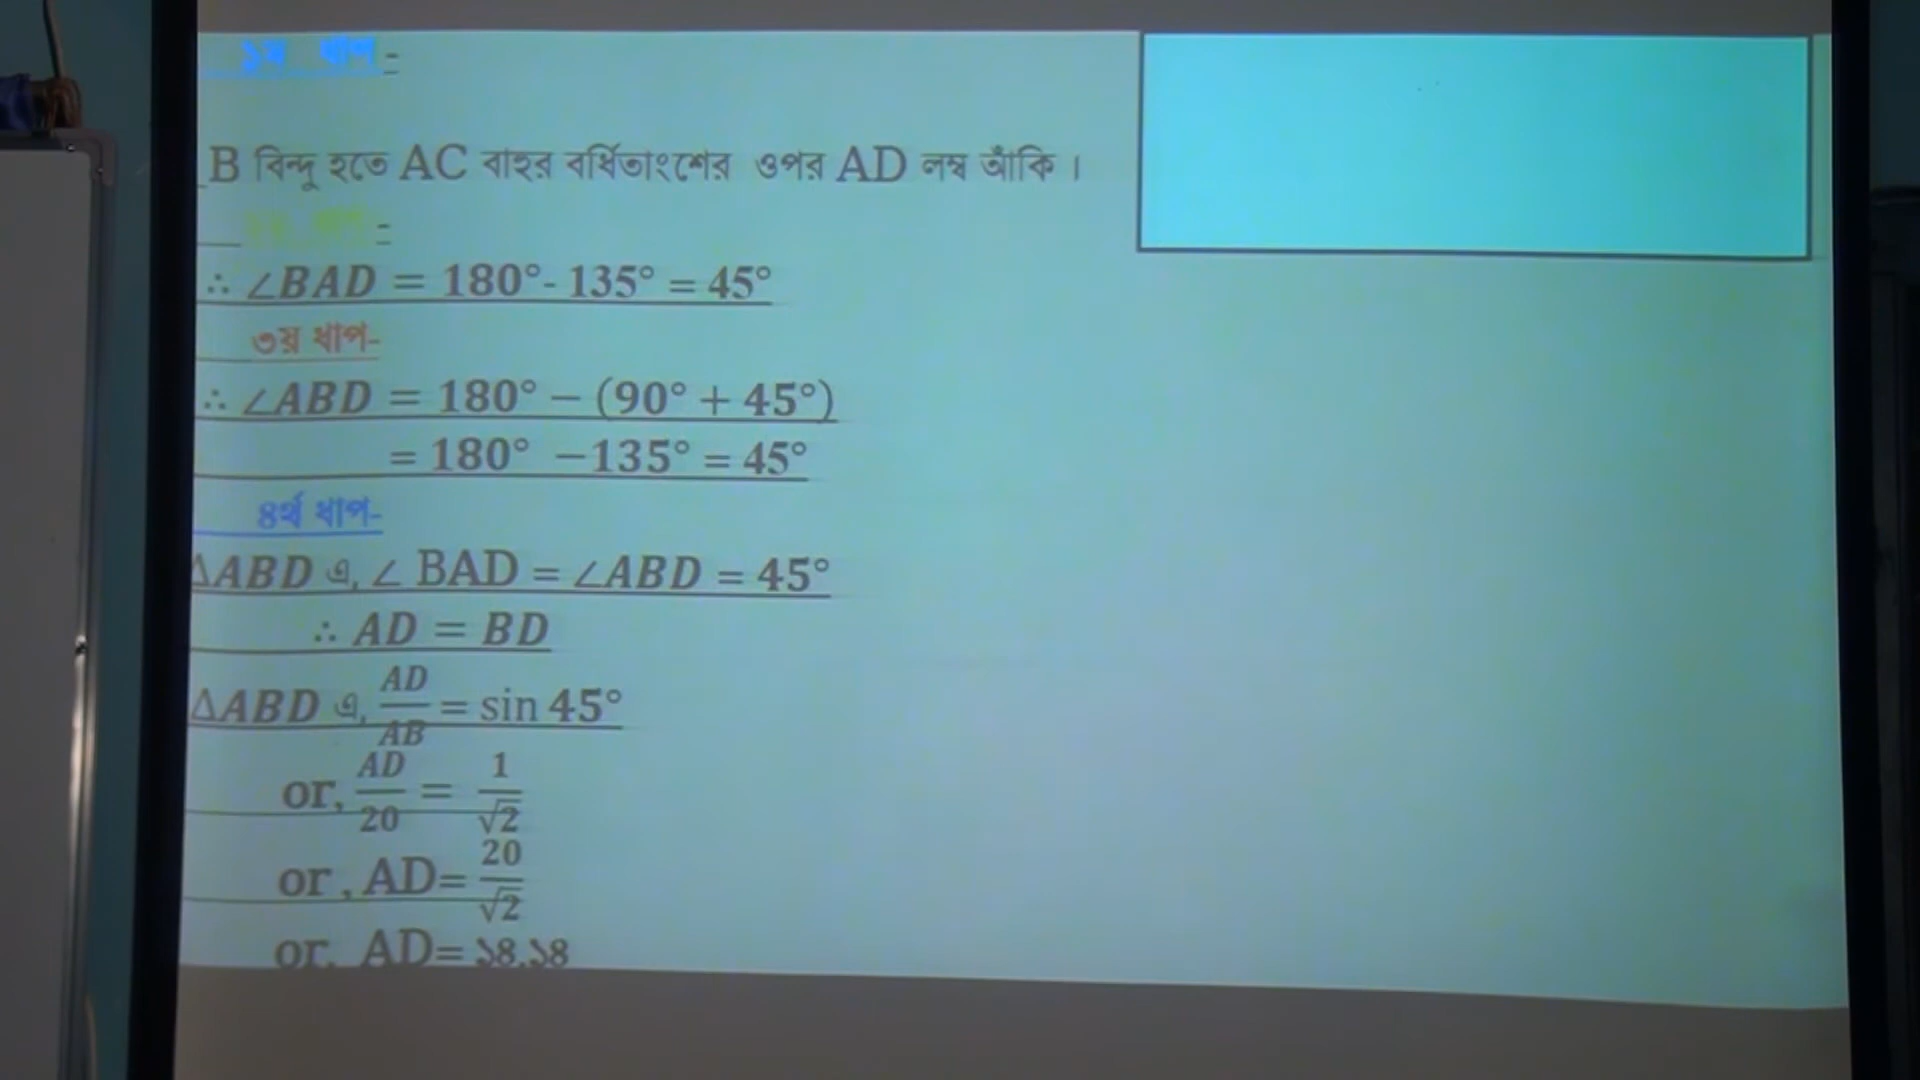 ১ম ধাপ -
B বিন্দু হতে AC বাহুর বর্ধিতাংশের ওপর AD লম্ব আঁকি ।
-
∴ ∠BAD = 180°- 135° = 45°
৩য় ধাপ-
∴ ∠ABD = 180° − (90° + 45°)
= 180° −135° = 45°
৪র্থ ধাপ-
ΔABD এ, ∠ BAD = ∠ABD = 45°
∴ AD = BD
ΔABD এ, AD/AB = sin 45°
or, AD/20 = 1/√2
or , AD= 20/√2
or, AD= ১৪.১৪